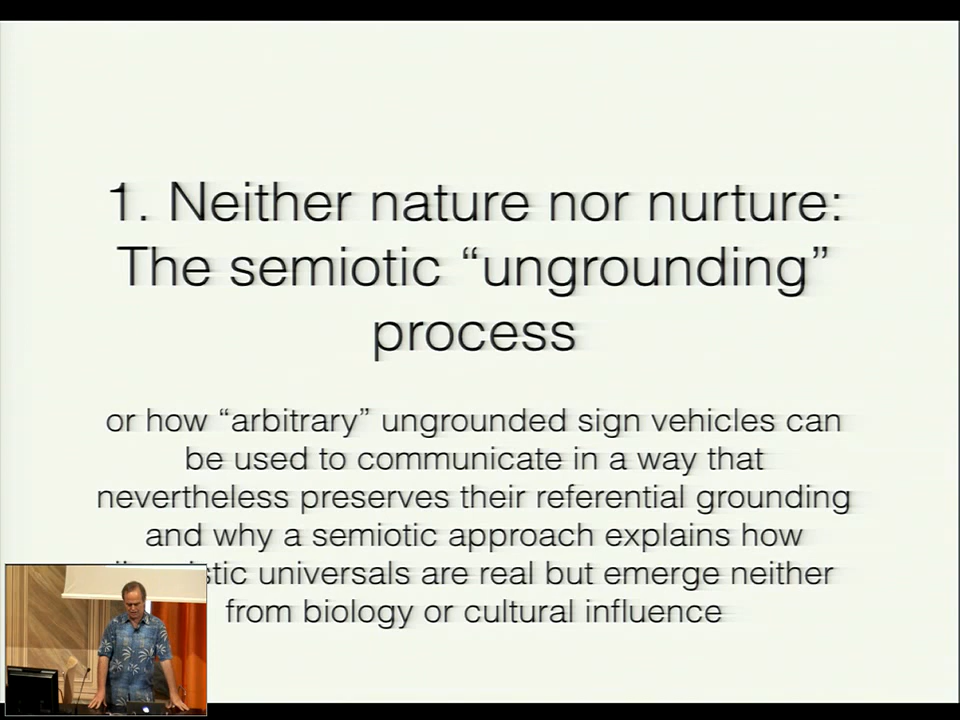 1. Neither nature nor nurture:
The semiotic “ungrounding”
process
or how “arbitrary” ungrounded sign vehicles can
be used to communicate in a way that
nevertheless preserves their referential grounding
and why a semiotic approach explains how
universals are real but emerge neither
from biology or cultural influence